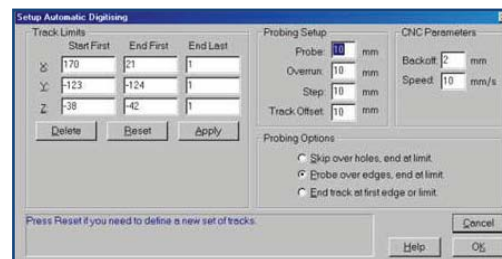 Setup Automatic Digitising
Track Limits
Start First End First End Last
X: 170 21 1
Y: -123 -124 1
Z: -38 -42 1
Delete Reset Apply
Probing Setup
Probe: 10 mm
Overrun: 10 mm
Step: 10 mm
Track Offset: 10 mm
CNC Parameters
Backoff: 2 mm
Speed: 10 mm/s
Probing Options
Skip over holes, end at limit.
Probe over edges, end at limit.
End track at first edge or limit.
Press Reset if you need to define a new set of tracks.
Cancel
Help OK